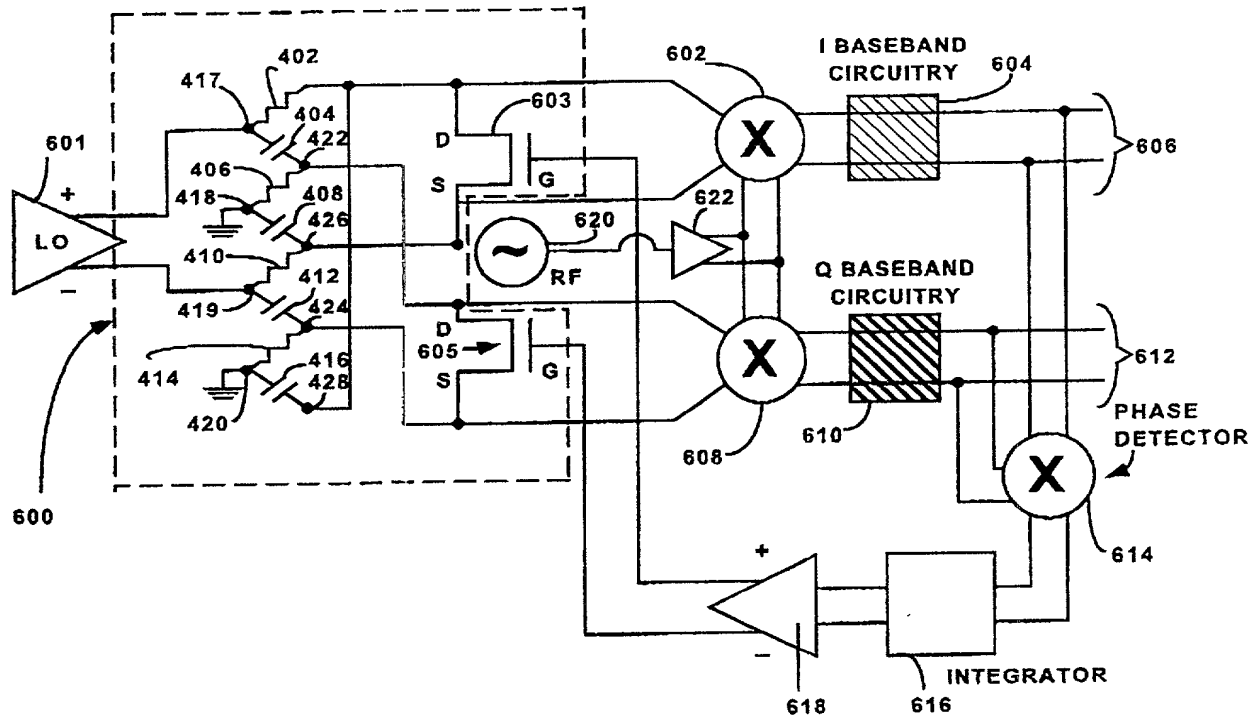 I BASEBAND
CIRCUITRY
602
604
402
417
404
603
601
422
D
X
406
+
418
408
S
G
606
LO
426
620
622
410
~
RF
Q BASEBAND
CIRCUITRY
–
412
419
424
D
605
X
612
414
416
S
G
428
420
610
PHASE
DETECTOR
608
X
600
+
614
–
INTEGRATOR
618
616